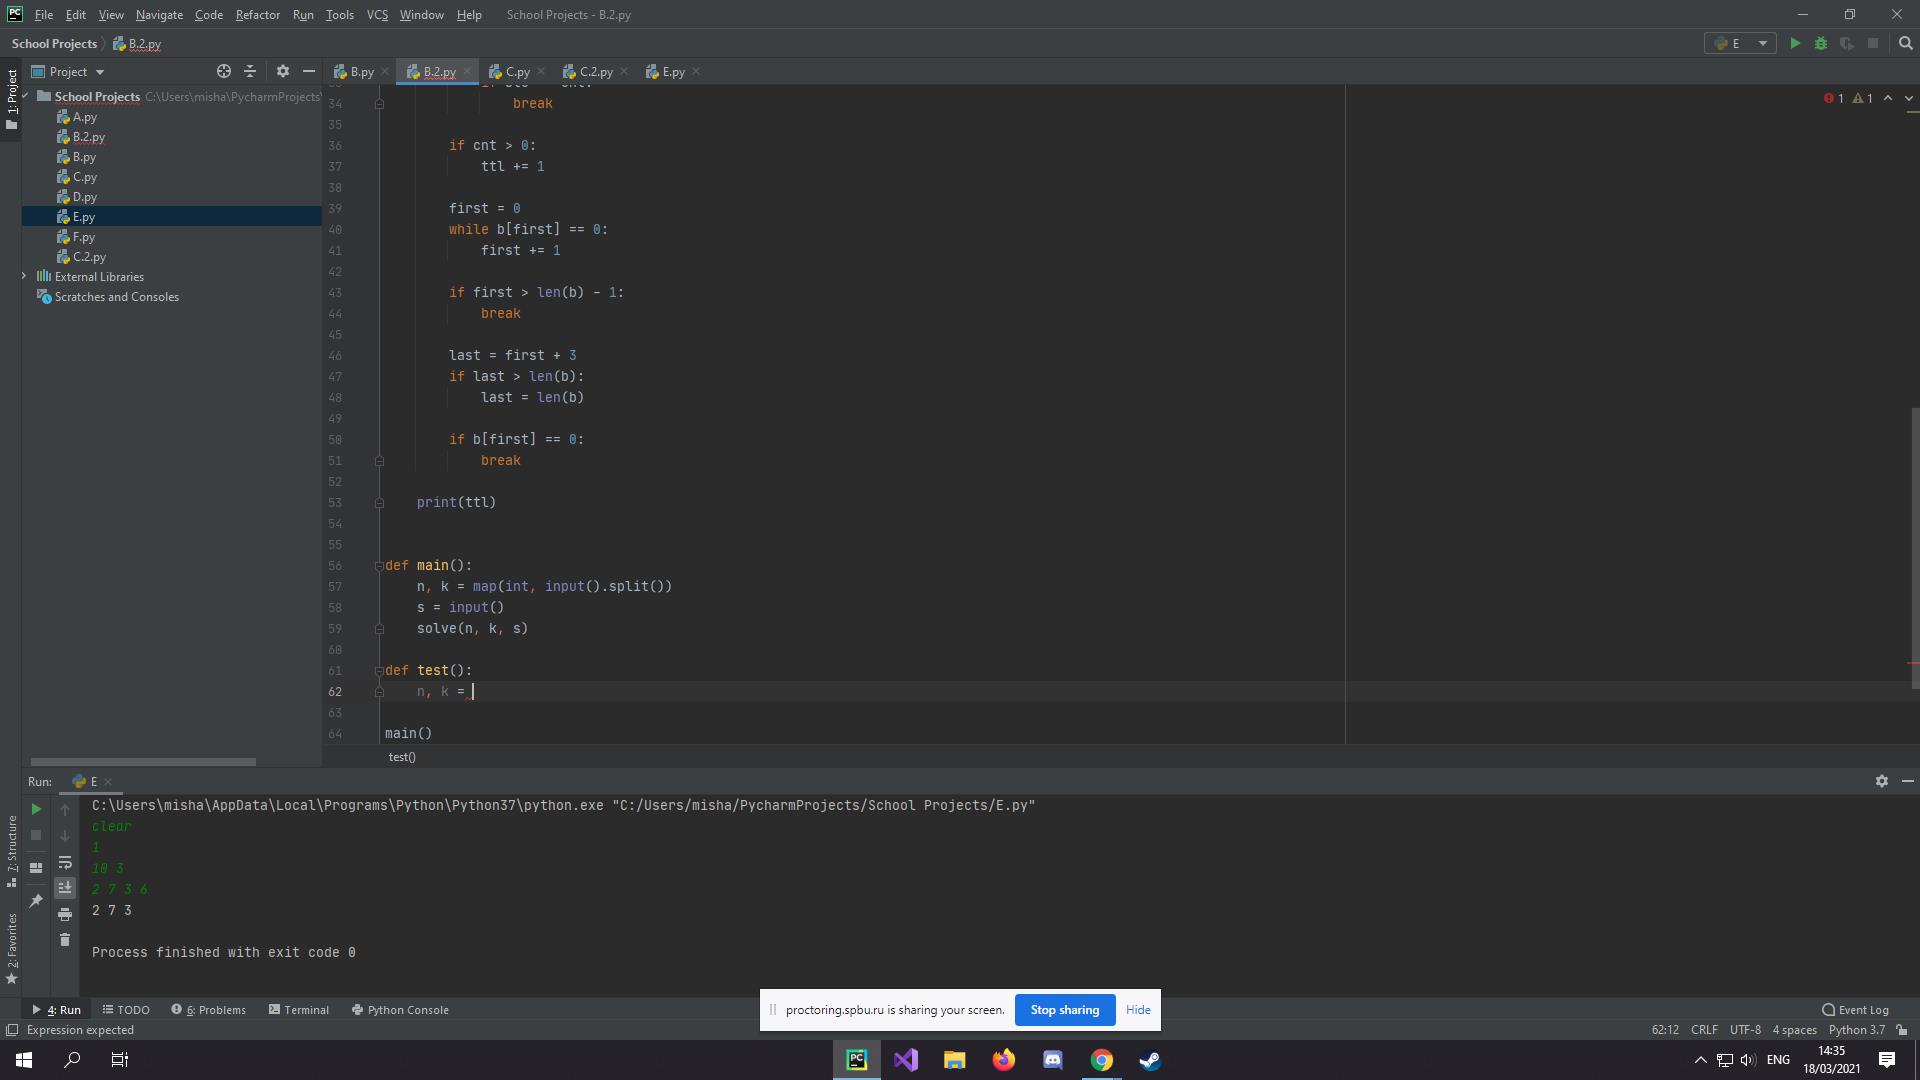 File Edit View Navigate Code Refactor Run Tools VCS Window Help School Projects - B.2.py
School Projects B.2.py E
1: Project Project B.py B.2.py C.py C.2.py E.py
School Projects C:\Users\misha\PycharmProjects\
A.py
B.2.py
B.py
C.py
D.py
E.py
F.py
C.2.py
External Libraries
Scratches and Consoles
1 1
34 break
35
36 if cnt > 0:
37 ttl += 1
38
39 first = 0
40 while b[first] == 0:
41 first += 1
42
43 if first > len(b) - 1:
44 break
45
46 last = first + 3
47 if last > len(b):
48 last = len(b)
49
50 if b[first] == 0:
51 break
52
53 print(ttl)
54
55
56 def main():
57 n, k = map(int, input().split())
58 s = input()
59 solve(n, k, s)
60
61 def test():
62 n, k =
63
64 main()
test()
Run: E
C:\Users\misha\AppData\Local\Programs\Python\Python37\python.exe "C:/Users/misha/PycharmProjects/School Projects/E.py"
clear
1
10 3
2 7 3 6
2 7 3
Process finished with exit code 0
7: Structure
2: Favorites
proctoring.spbu.ru is sharing your screen. Stop sharing Hide
4: Run TODO 6: Problems Terminal Python Console Event Log
Expression expected 62:12 CRLF UTF-8 4 spaces Python 3.7
PC ENG 14:35
18/03/2021